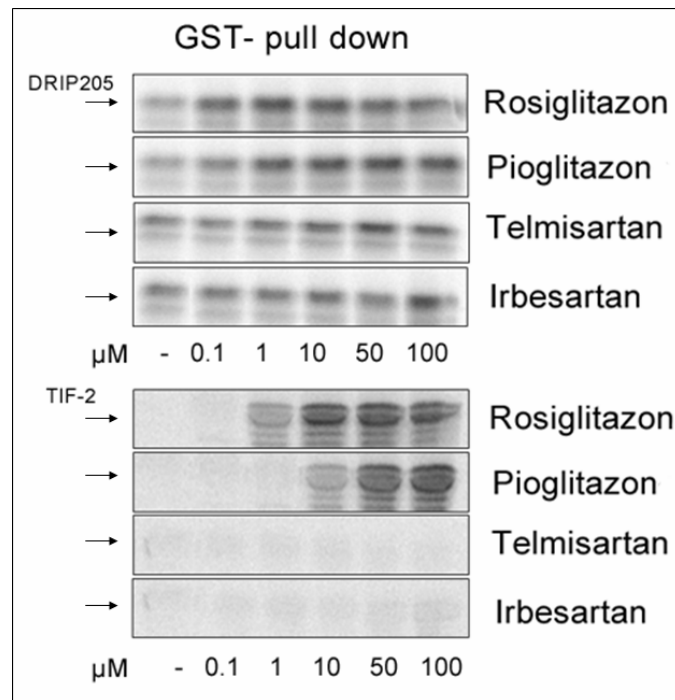 GST- pull down
DRIP205
Rosiglitazon
Pioglitazon
Telmisartan
Irbesartan
µM - 0.1 1 10 50 100
TIF-2
Rosiglitazon
Pioglitazon
Telmisartan
Irbesartan
µM - 0.1 1 10 50 100